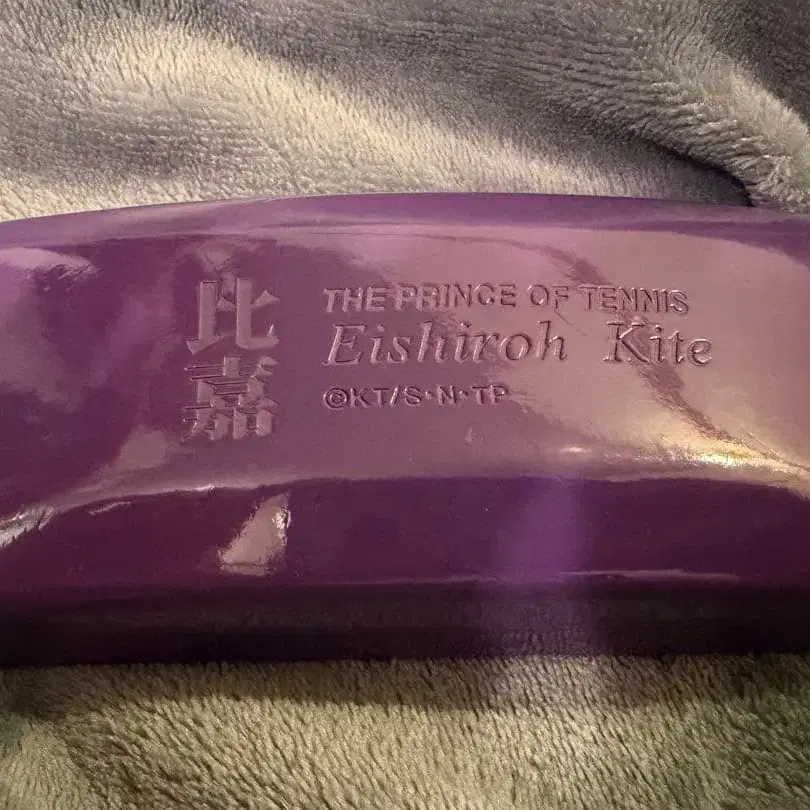 比嘉
THE PRINCE OF TENNIS
Eishiroh Kite
©KT/S·N·TP